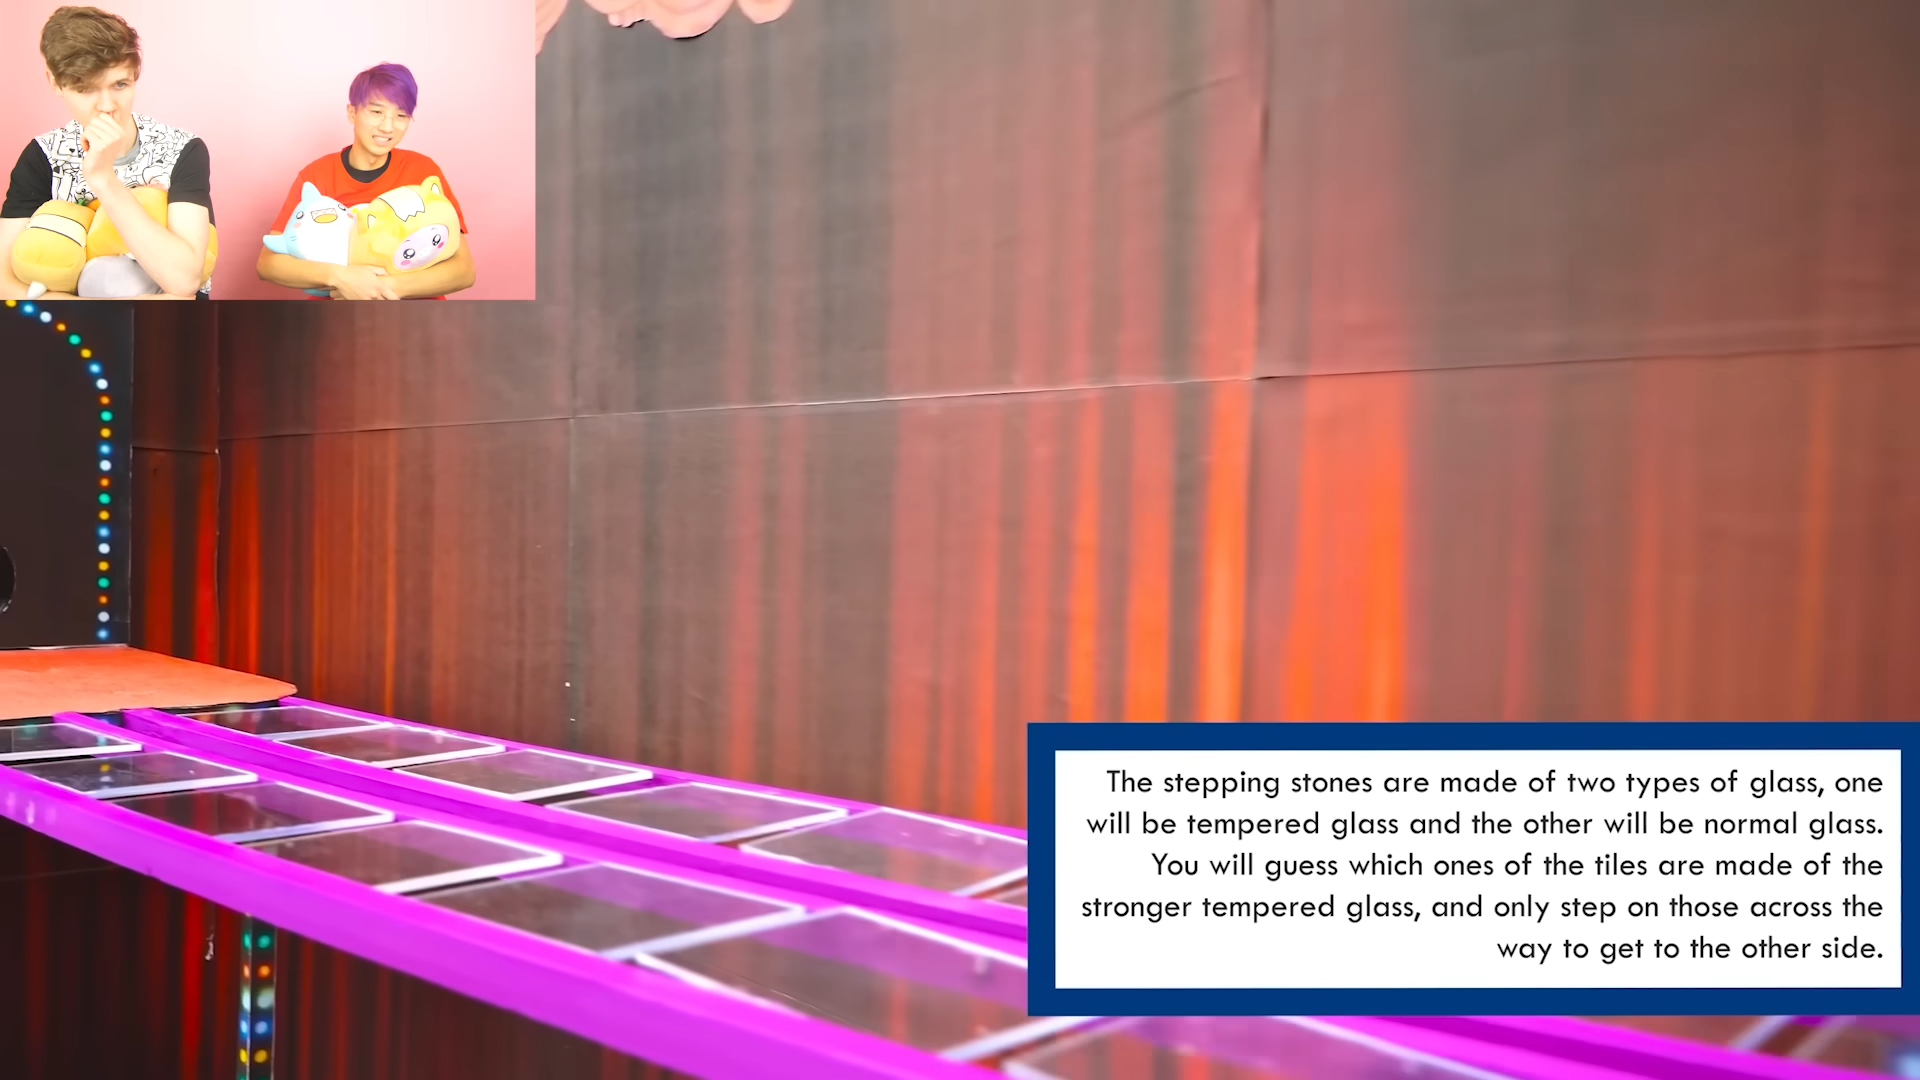 The stepping stones are made of two types of glass, one
will be tempered glass and the other will be normal glass.
You will guess which ones of the tiles are made of the
stronger tempered glass, and only step on those across the
way to get to the other side.